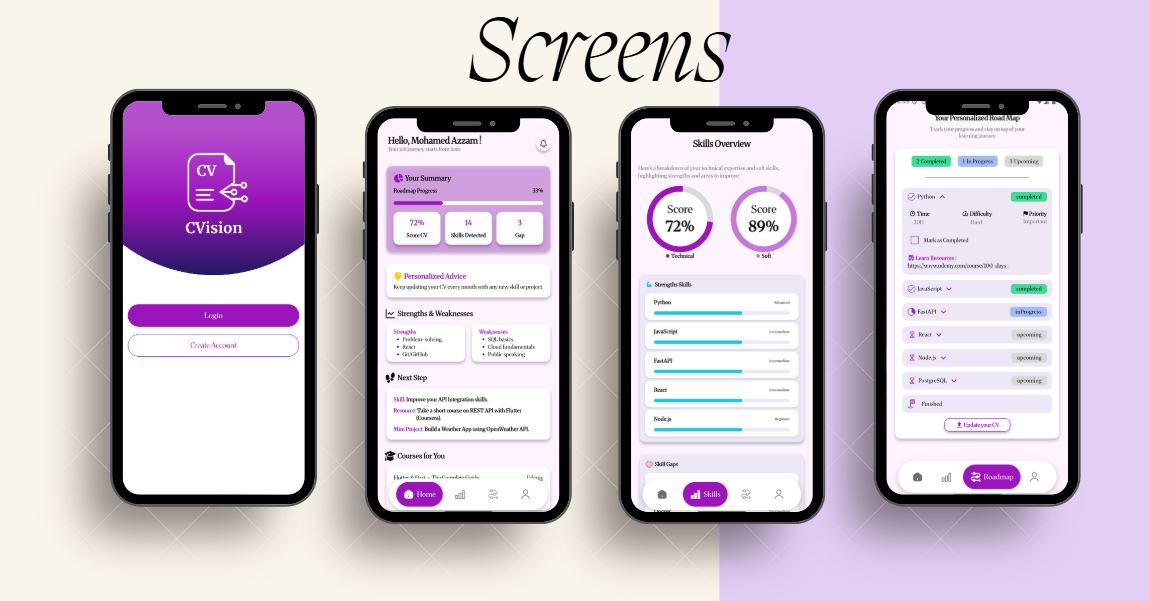 Screens
CV
CVision
Login
Create Account
Hello, Mohamed Azzam !
Your job journey starts from here
Your Summary
Roadmap Progress 33%
72% 14 3
Score CV Skills Detected Gap
Personalized Advice
Keep updating your CV every month with any new skill or project.
Strengths & Weaknesses
Strengths
• Problem-solving,
• React
• Git/GitHub
Weaknesses
• SQL basics,
• Cloud fundamentals
• Public speaking
Next Step
Skill: Improve your API Integration skills.
Resource: Take a short course on REST API with Flutter
(Coursera).
Mini Project: Build a Weather App using OpenWeather API.
Courses for You
Flutter & Dart – The Complete Guide Udemy
Home
Skills Overview
Here's a breakdown of your technical expertise and soft skills,
highlighting strengths and areas to improve.
Score
72%
Technical
Score
89%
Soft
Strengths Skills
Python Advanced
JavaScript Intermediate
FastAPI Intermediate
React Intermediate
Node.js Beginner
Skill Gaps
Skills
Your Personalized Road Map
Track your progress and stay on top of your
learning journey
2 Completed 1 In Progress 3 Upcoming
Python completed
Time Difficulty Priority
Hard Important
Mark as Completed
Learn Resources :
https://www.udemy.com/course/100-days-
JavaScript completed
FastAPI inProgress
React upcoming
Node.js upcoming
PostgreSQL upcoming
Finished
Update your CV
Roadmap